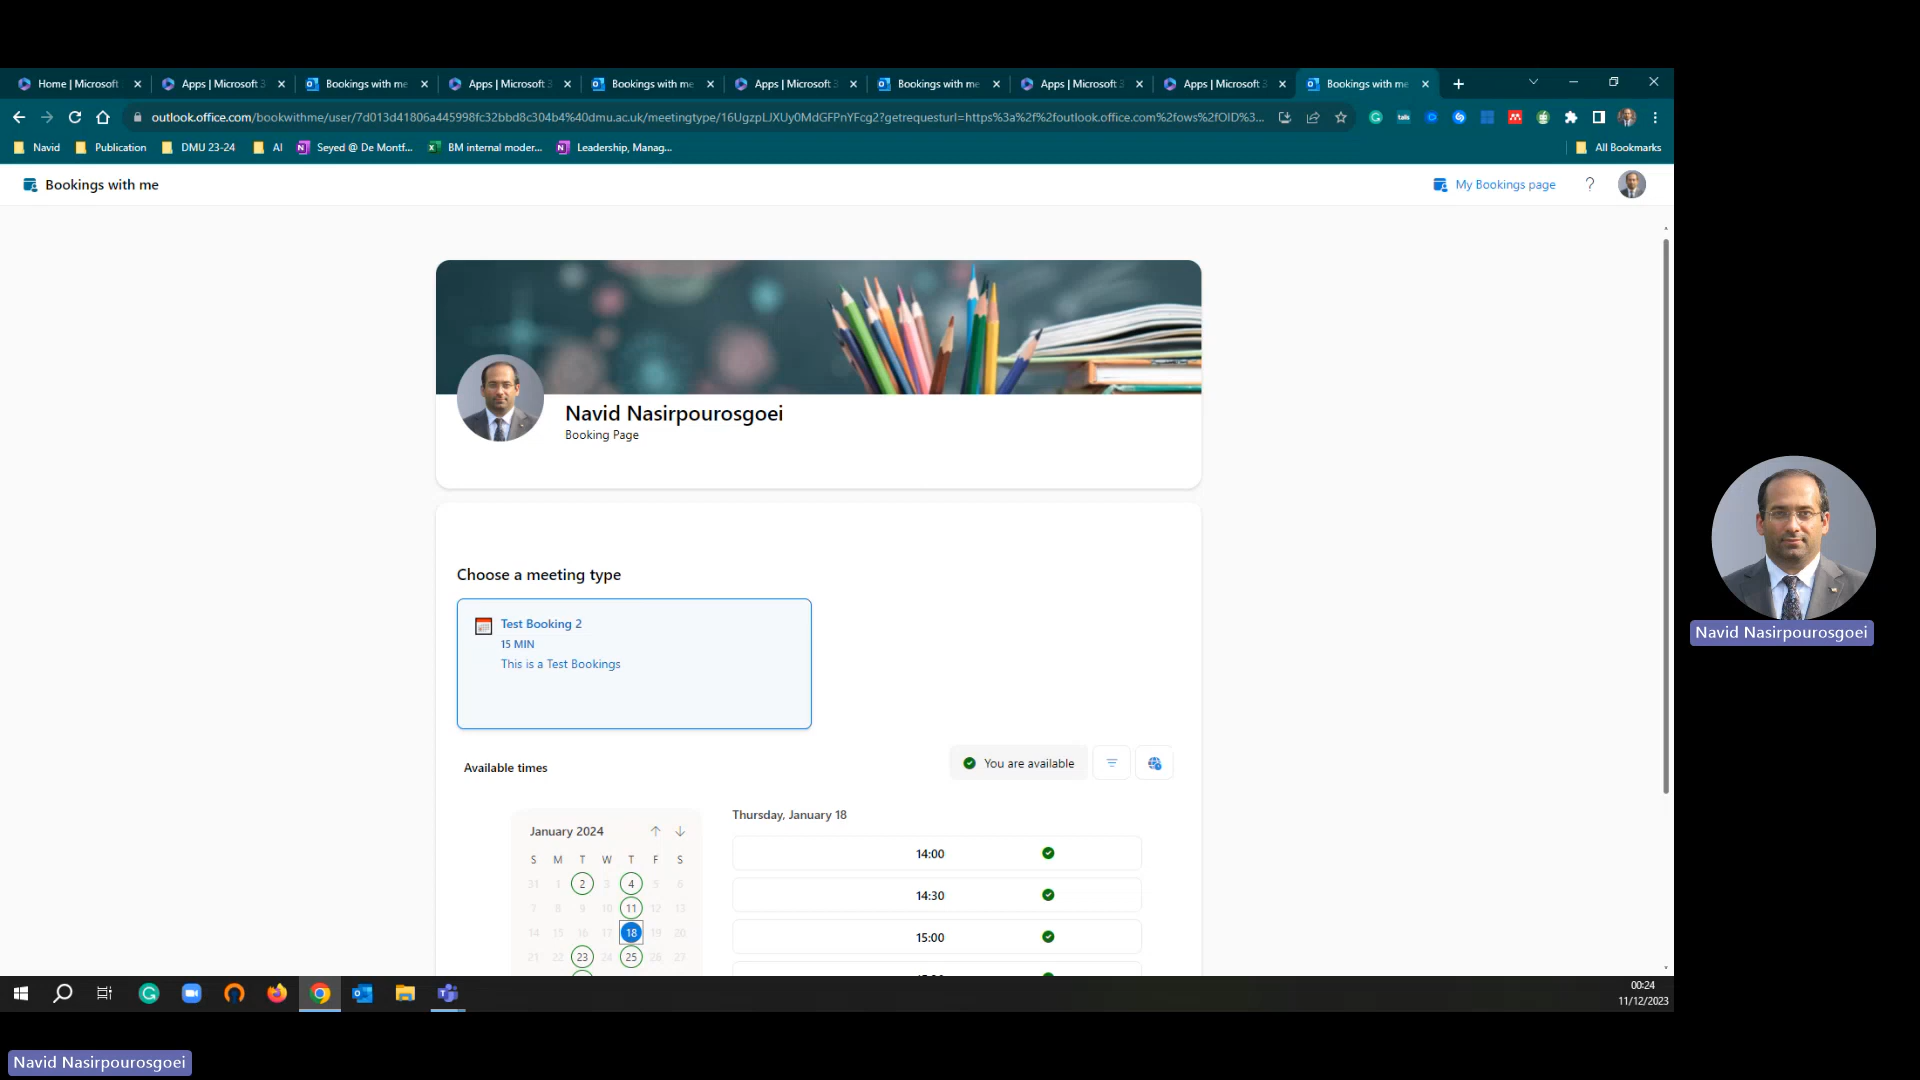 Home | Microsoft
Apps | Microsoft 3
Bookings with me
Apps | Microsoft 3
Bookings with me
Apps | Microsoft 3
Bookings with me
Apps | Microsoft 3
Apps | Microsoft 3
Bookings with me
outlook.office.com/bookwithme/user/7d013d41806a445998fc32bbd8c304b4%40dmu.ac.uk/meetingtype/16UgzpLJXUy0MdGFPnYFcg2?getrequesturl=https%3a%2f%2foutlook.office.com%2fows%2fOID%3...
Navid
Publication
DMU 23-24
AI
Seyed @ De Montf...
BM internal moder...
Leadership, Manag...
All Bookmarks
Bookings with me
My Bookings page
?
Navid Nasirpourosgoei
Booking Page
Choose a meeting type
Test Booking 2
15 MIN
This is a Test Bookings
Available times
You are available
January 2024
S M T W T F S
31 1 2 3 4 5 6
7 8 9 10 11 12 13
14 15 16 17 18 19 20
21 22 23 24 25 26 27
Thursday, January 18
14:00
14:30
15:00
00:24
11/12/2023
Navid Nasirpourosgoei
Navid Nasirpourosgoei